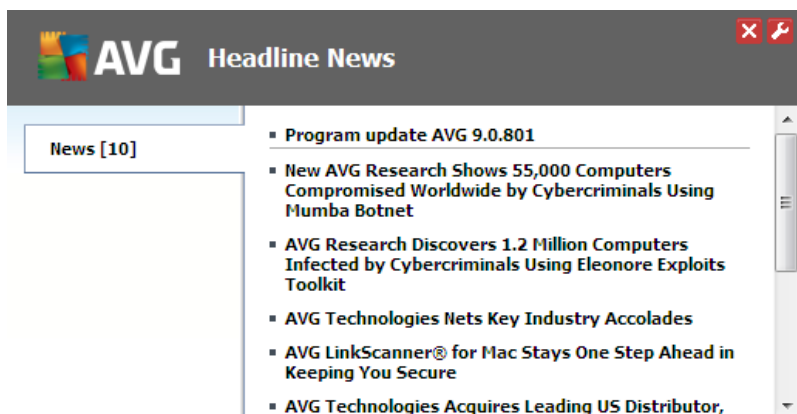 AVG Headline News
News [10]
Program update AVG 9.0.801
New AVG Research Shows 55,000 Computers
Compromised Worldwide by Cybercriminals Using
Mumba Botnet
AVG Research Discovers 1.2 Million Computers
Infected by Cybercriminals Using Eleonore Exploits
Toolkit
AVG Technologies Nets Key Industry Accolades
AVG LinkScanner® for Mac Stays One Step Ahead in
Keeping You Secure
AVG Technologies Acquires Leading US Distributor,